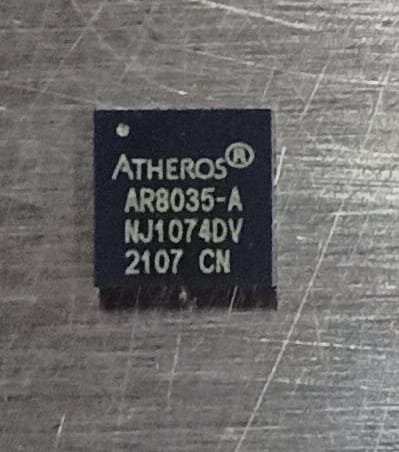 ATHEROS®
AR8035-A
NJ1074DV
2107 CN